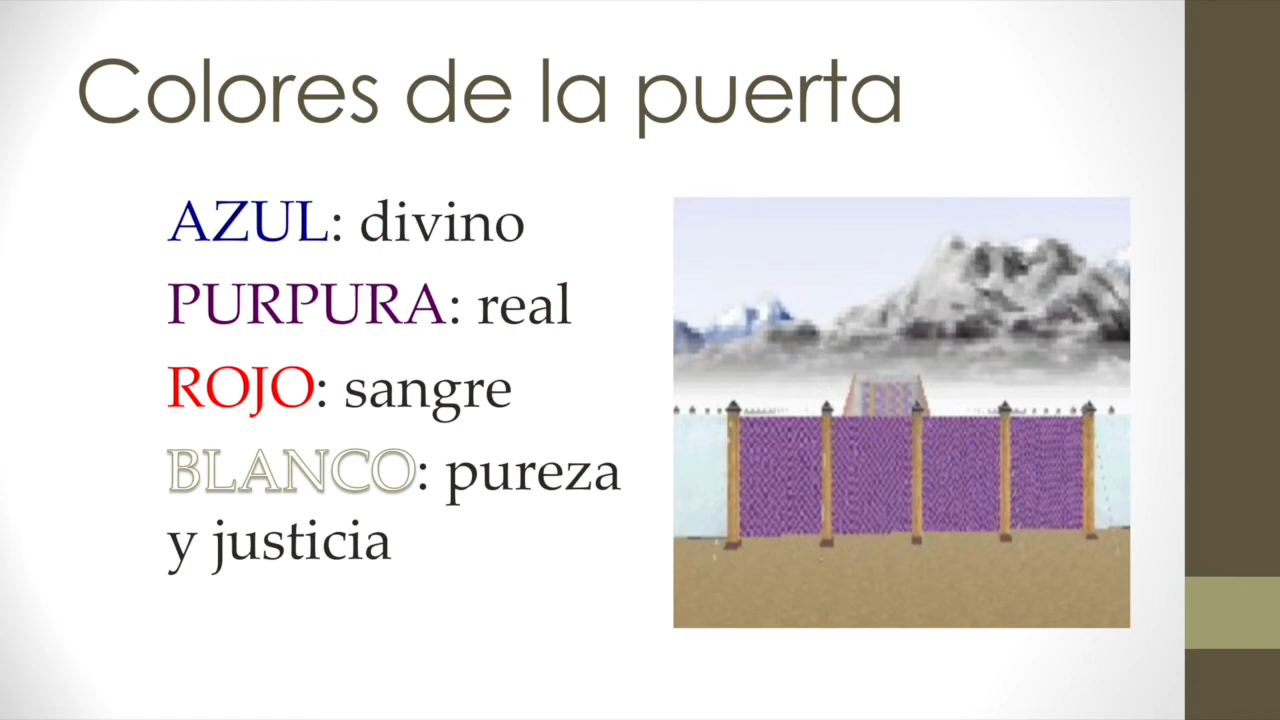 Colores de la puerta
AZUL: divino
PURPURA: real
ROJO: sangre
BLANCO: pureza
y justicia